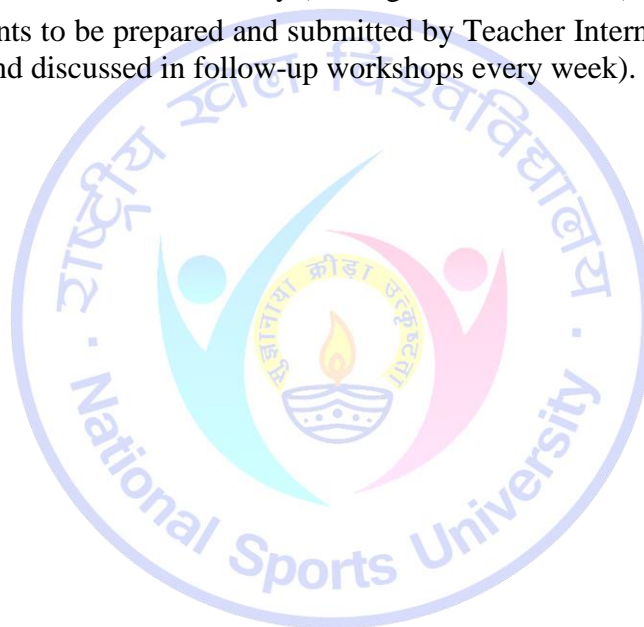 nts to be prepared and submitted by Teacher Intern
nd discussed in follow-up workshops every week).
राष्ट्रीय खेल विश्वविद्यालय
क्रीड़ा
National Sports University